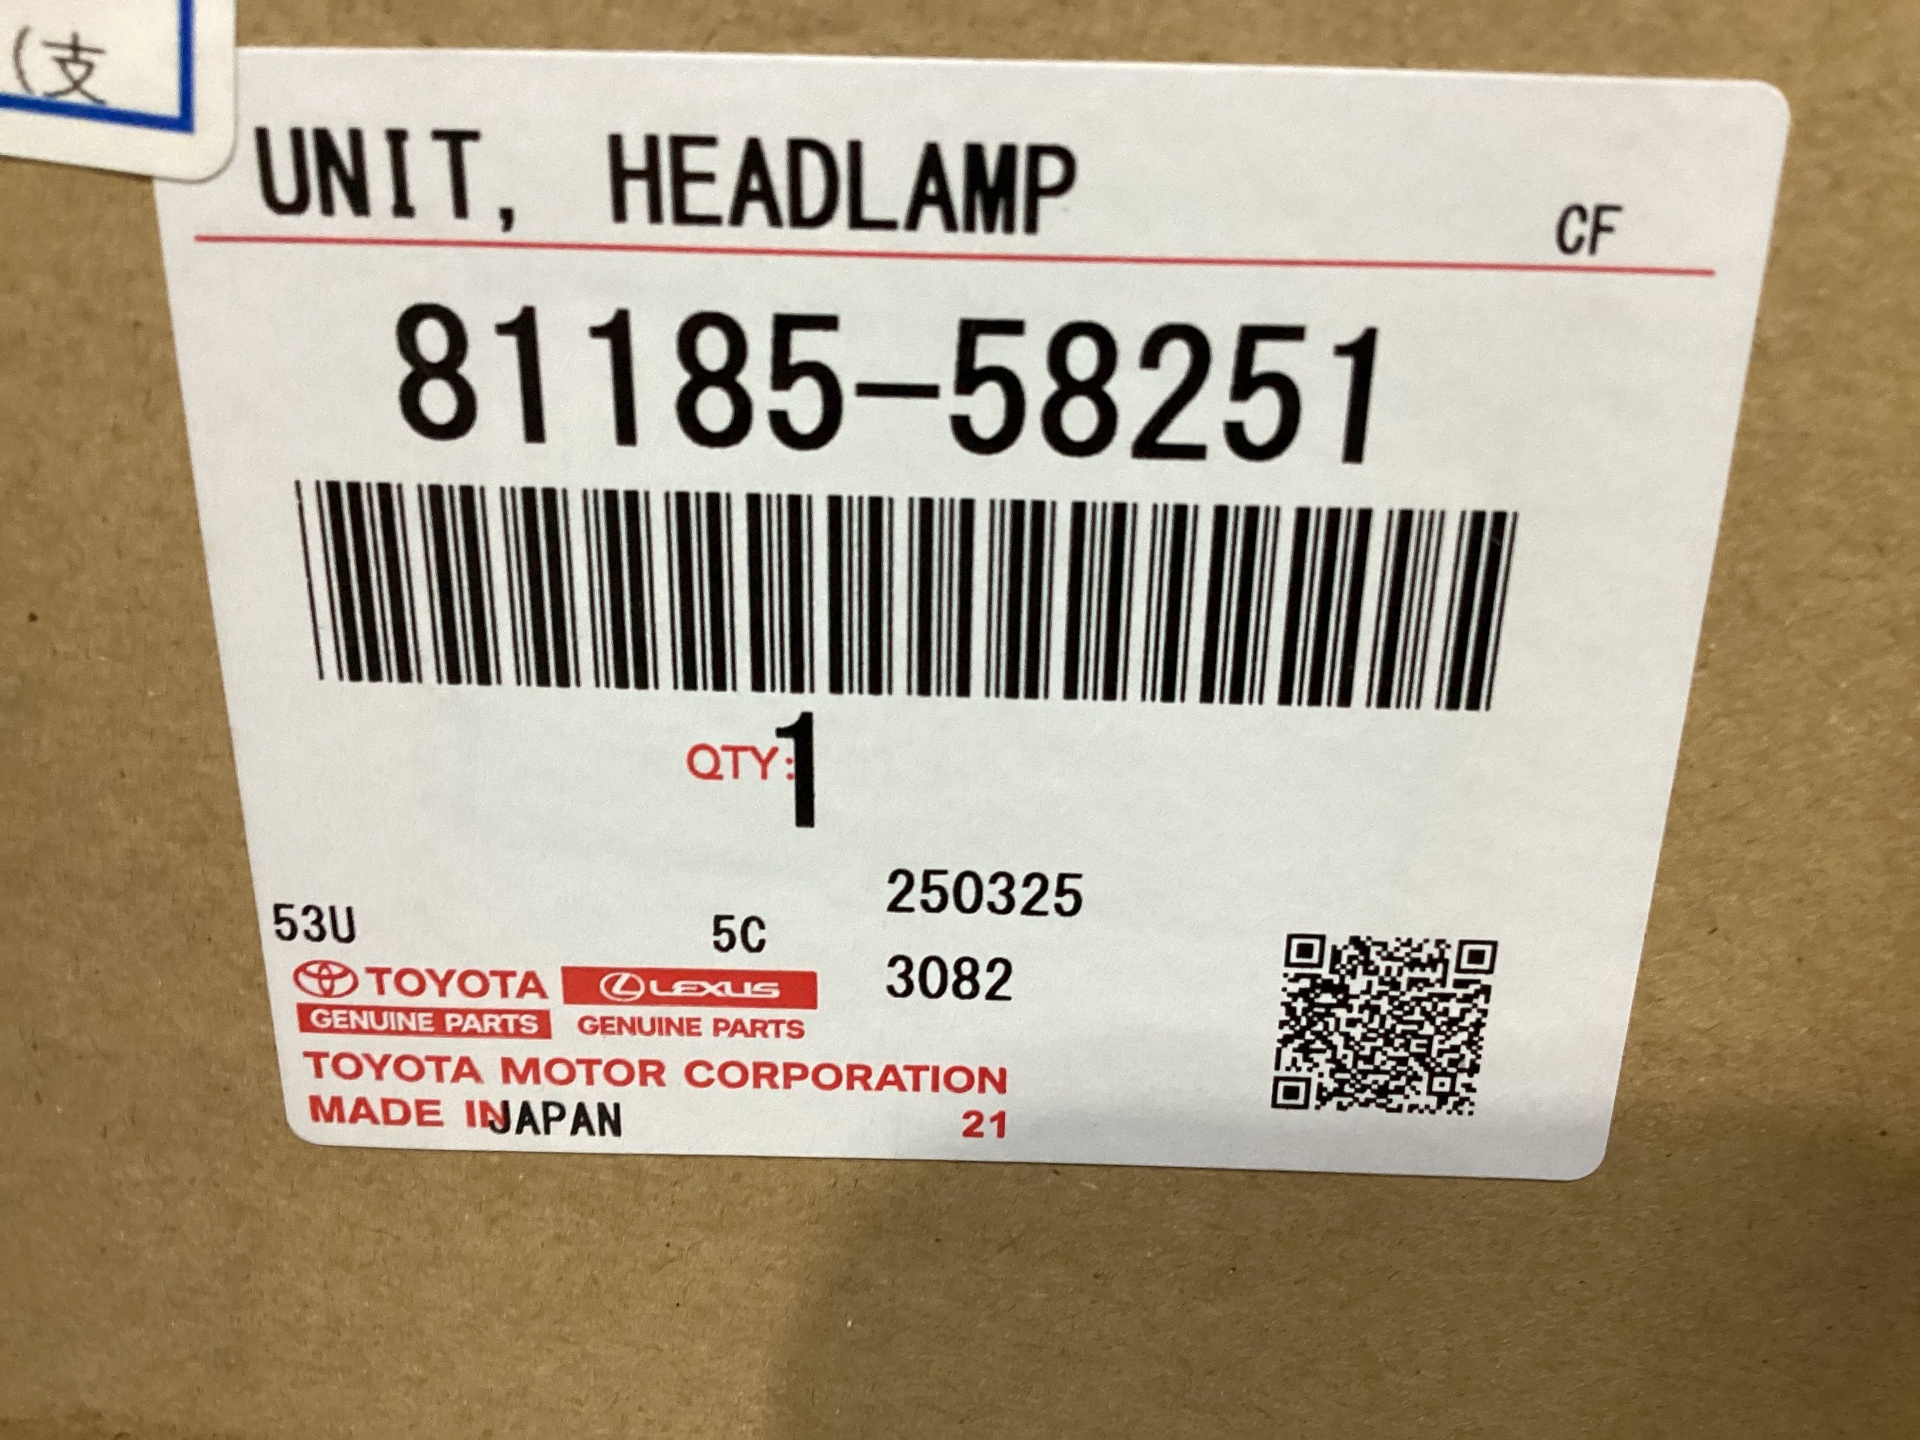 (支
UNIT, HEADLAMP
CF
81185-58251
QTY:1
250325
53U
5C
3082
TOYOTA
LEXUS
GENUINE PARTS
GENUINE PARTS
TOYOTA MOTOR CORPORATION
MADE IN JAPAN
21